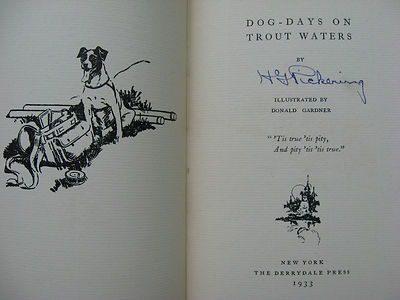 DOG-DAYS ON
TROUT WATERS
BY
H G Pickering
ILLUSTRATED BY
DONALD GARDNER
"'Tis true 'tis pity,
And pity 'tis 'tis true."
NEW YORK
THE DERRYDALE PRESS
1933